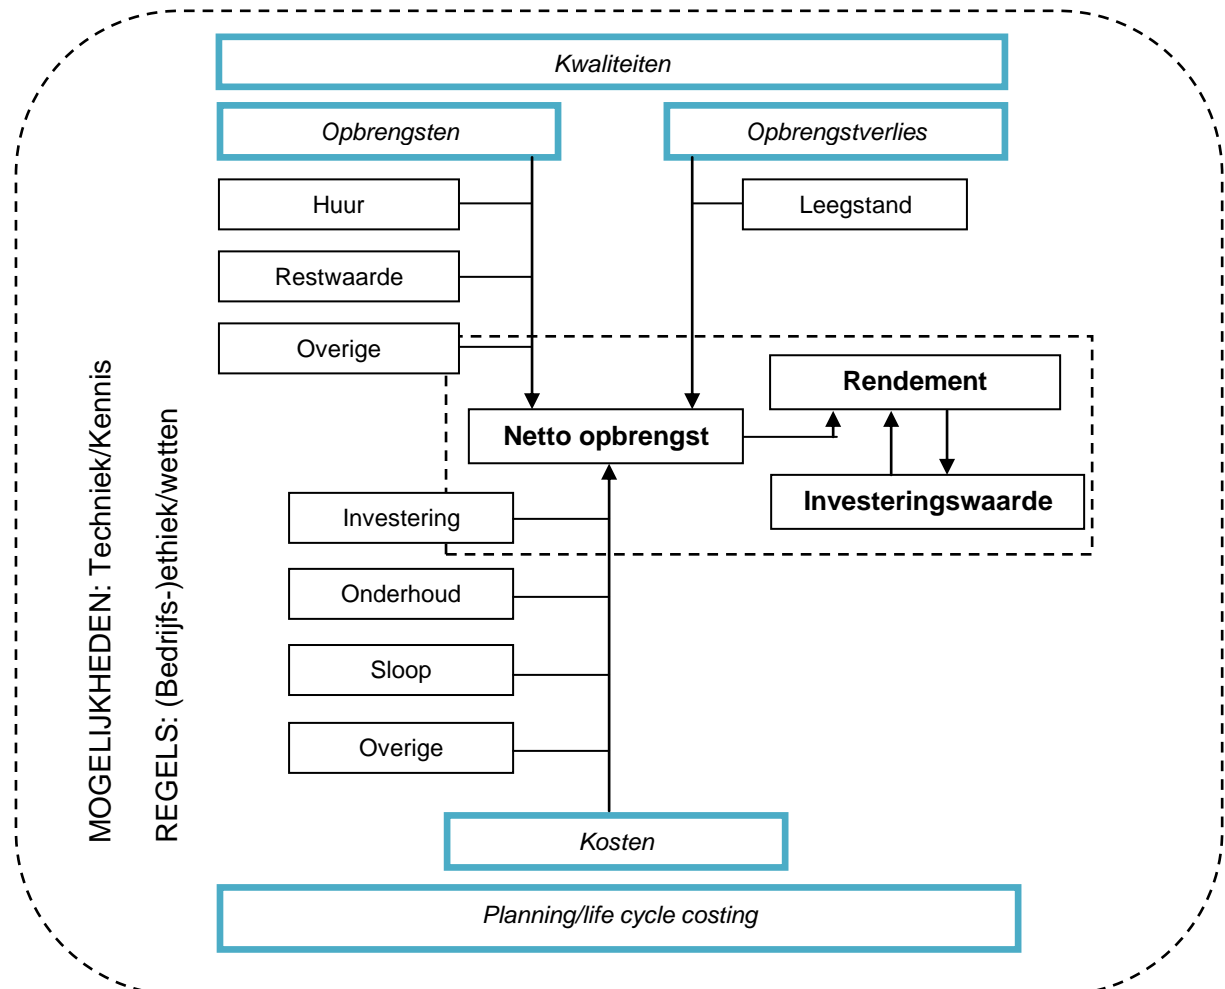 Kwaliteiten
Opbrengsten
Opbrengstverlies
Huur
Leegstand
Restwaarde
Overige
Rendement
Netto opbrengst
Investeringswaarde
Investering
Onderhoud
Sloop
Overige
Kosten
Planning/life cycle costing
MOGELIJKHEDEN: Techniek/Kennis
REGELS: (Bedrijfs-)ethiek/wetten